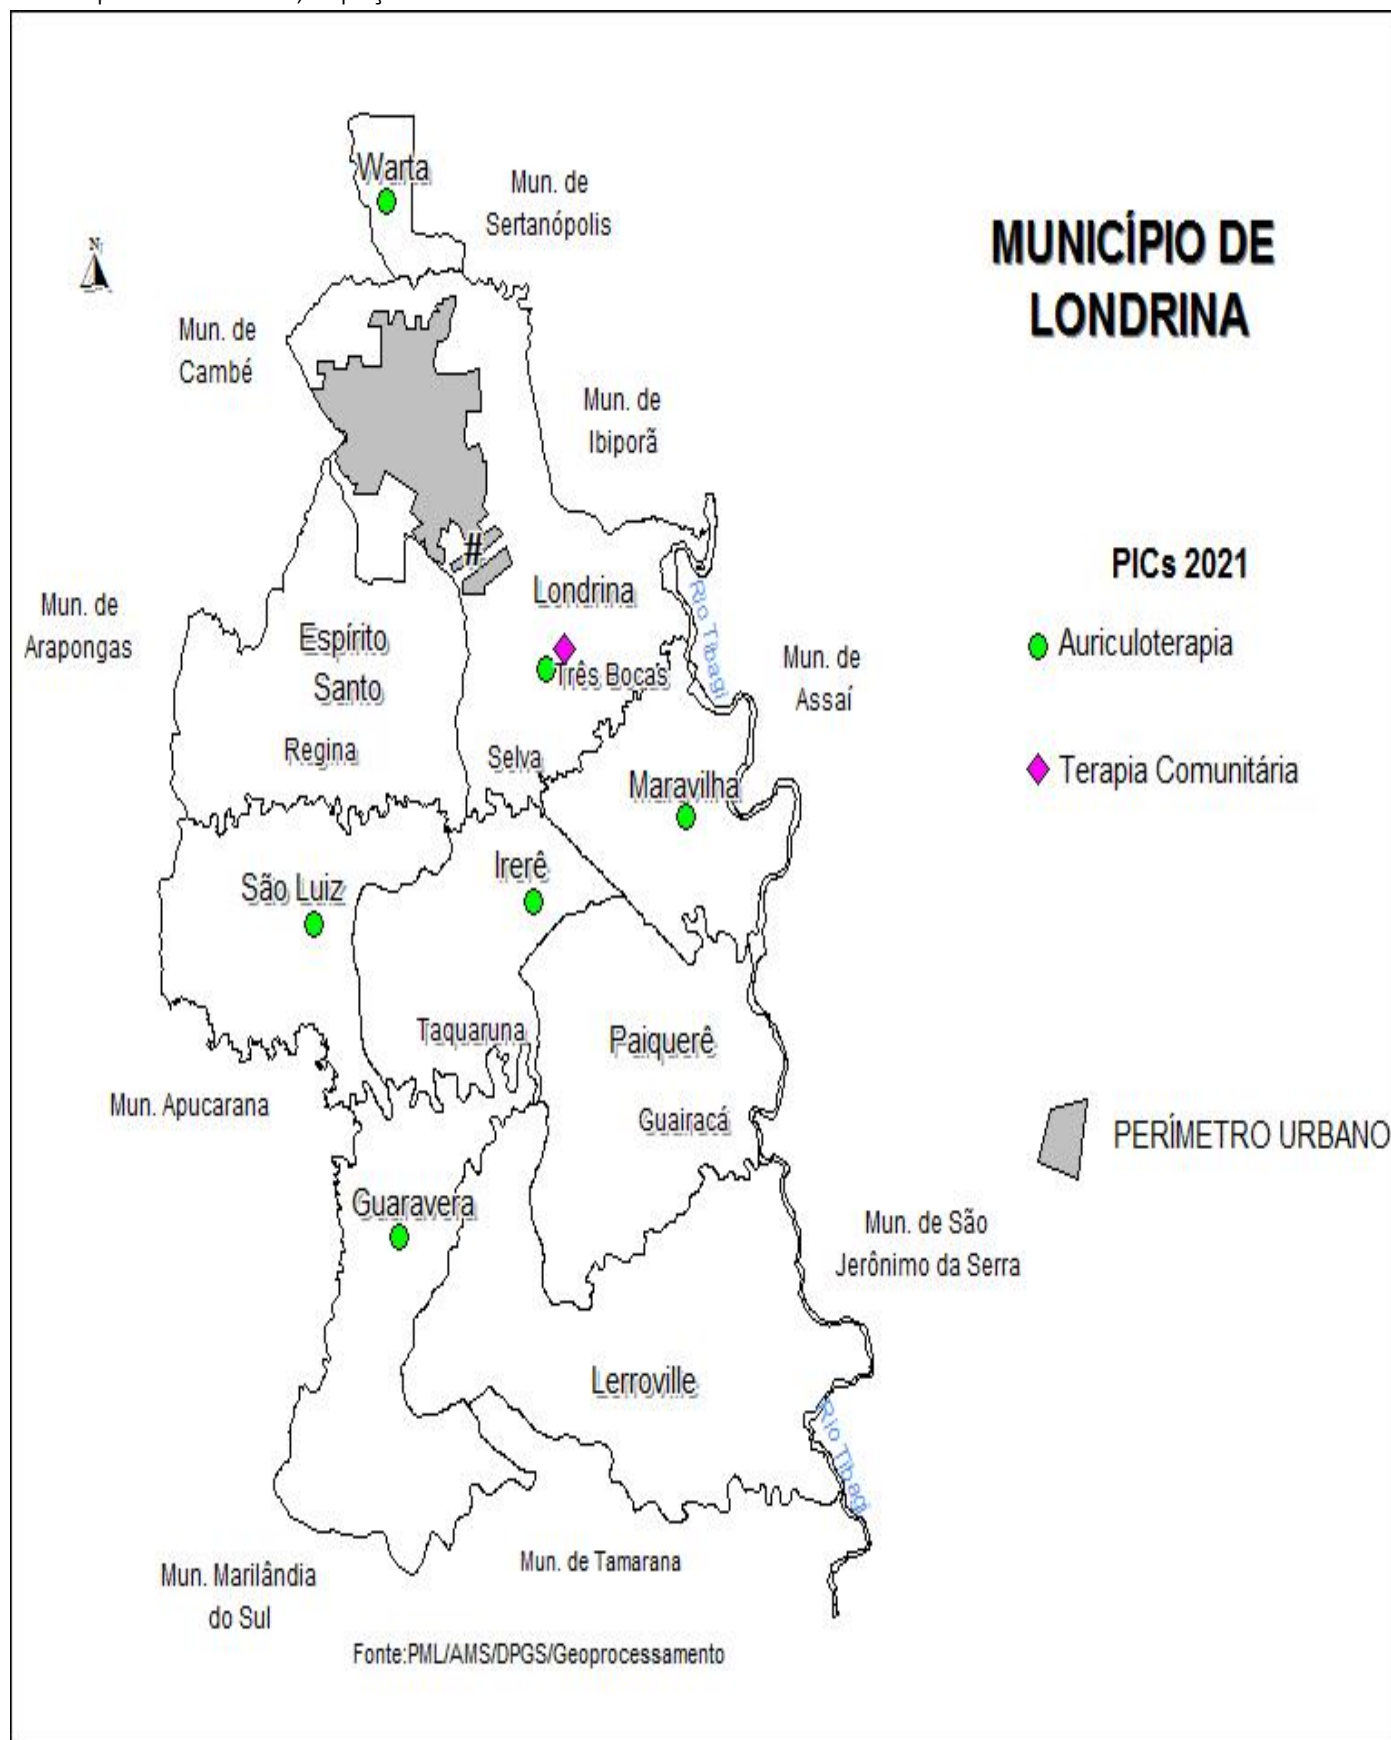 Warta
Mun. de
Sertanópolis
MUNICÍPIO DE
LONDRINA
N
Mun. de
Cambé
Mun. de
Ibiporã
#
PICs 2021
Londrina
Rio Tibagi
Mun. de
Arapongas
Espírito
Santo
Auriculoterapia
Três Bocas
Mun. de
Assaí
Regina
Selva
Maravilha
Terapia Comunitária
Irerê
São Luiz
Taquaruna
Paiquerê
Mun. Apucarana
Guairacá
PERÍMETRO URBANO
Guaravera
Mun. de São
Jerônimo da Serra
Lerroville
Rio Tibagi
Mun. Marilândia
do Sul
Mun. de Tamarana
Fonte:PML/AMS/DPGS/Geoprocessamento